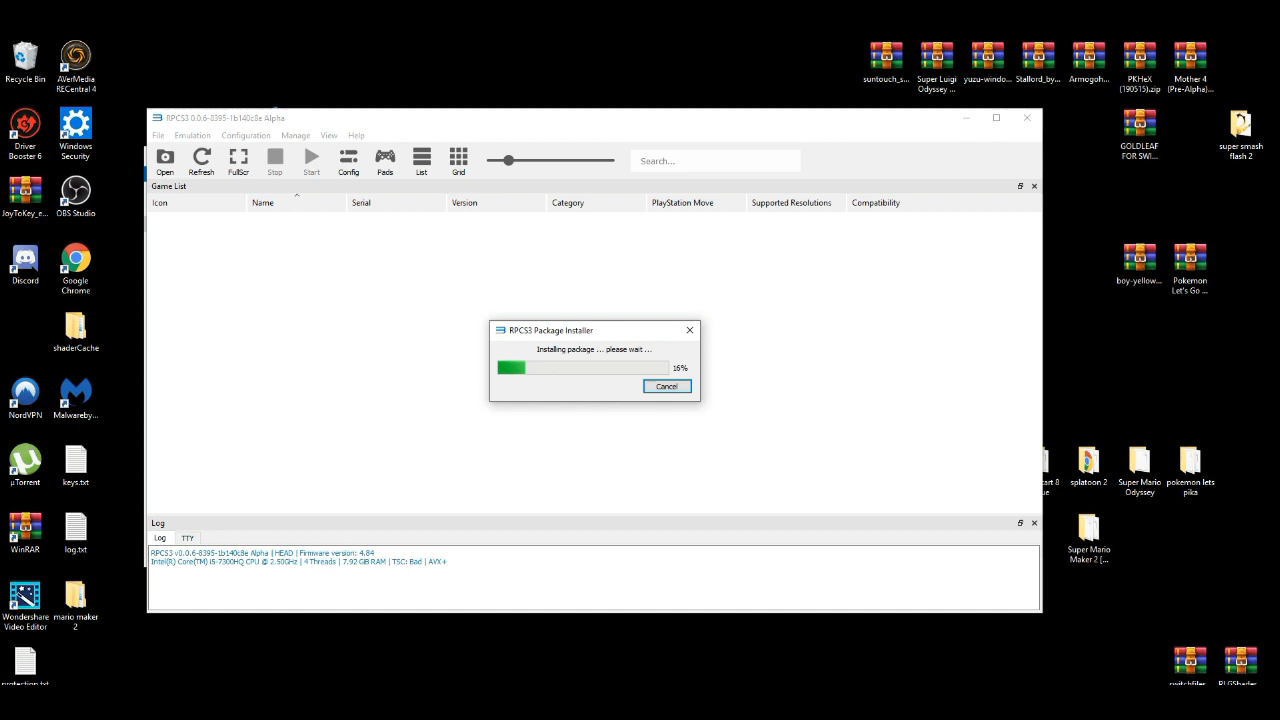 Recycle Bin
AVerMedia
RECentral 4
suntouch_s...
Super Luigi
Odyssey ...
yuzu-windo...
Stallord_by...
Armogoh...
PKHeX
(190515).zip
Mother 4
(Pre-Alpha)...
Driver
Booster 6
Windows
Security
GOLDLEAF
FOR SWI...
super smash
flash 2
JoyToKey_e...
OBS Studio
Discord
Google
Chrome
boy-yellow...
Pokemon
Let's Go ...
shaderCache
NordVPN
Malwareby...
µTorrent
keys.txt
WinRAR
log.txt
Wondershare
Video Editor
mario maker
2
protection.txt
RPCS3 0.0.6-8395-1b140c8e Alpha
File Emulation Configuration Manage View Help
Open Refresh FullScr Stop Start Config Pads List Grid
Search...
Game List
Icon Name Serial Version Category PlayStation Move Supported Resolutions Compatibility
RPCS3 Package Installer
Installing package ... please wait ...
16%
Cancel
Log
Log TTY
RPCS3 v0.0.6-8395-1b140c8e Alpha | HEAD | Firmware version: 4.84
Intel(R) Core(TM) i5-7300HQ CPU @ 2.50GHz | 4 Threads | 7.92 GiB RAM | TSC: Bad | AVX+
splatoon 2
Super Mario
Odyssey
pokemon lets
pika
Super Mario
Maker 2 [...